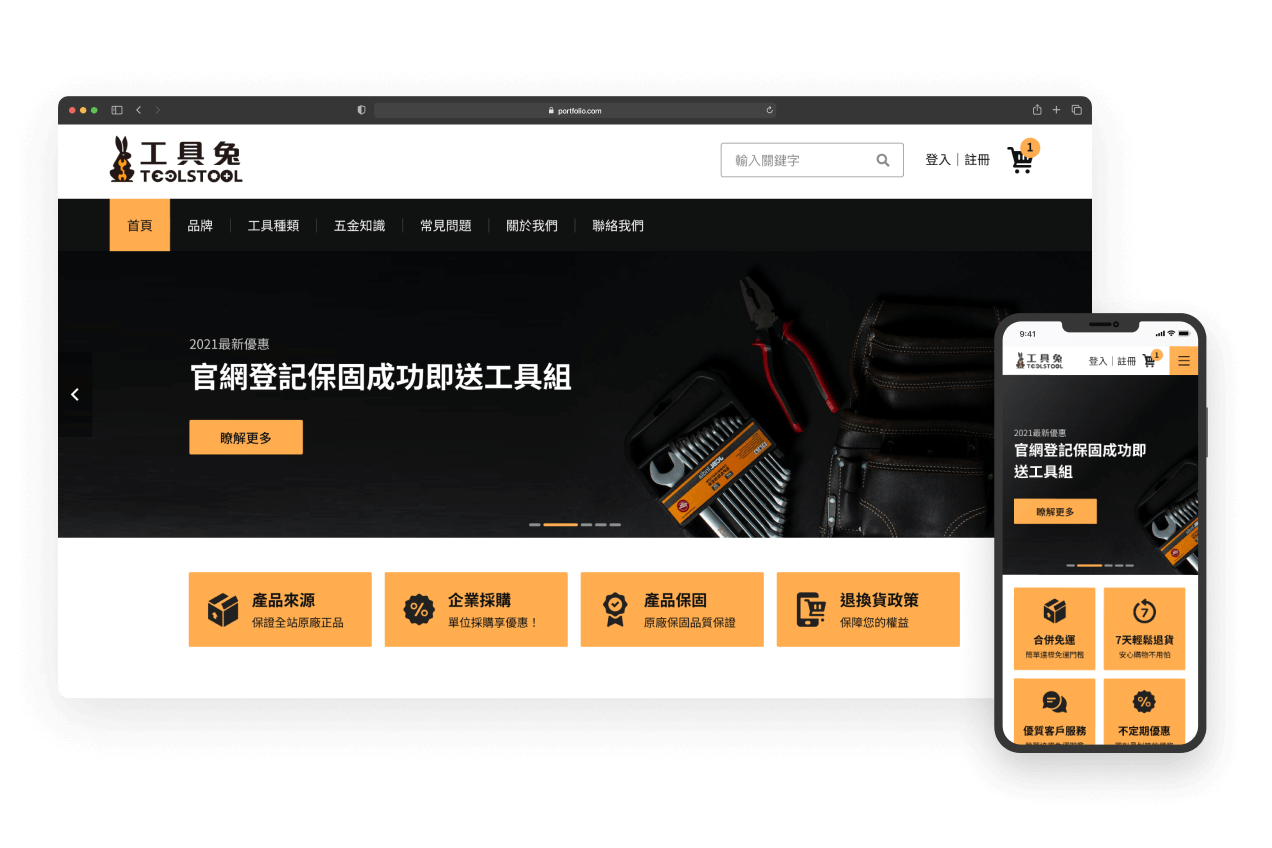 portfolio.com
工具兔
TOOLSTOOL
輸入關鍵字
登入｜註冊
1
首頁
品牌
工具種類
五金知識
常見問題
關於我們
聯絡我們
2021最新優惠
官網登記保固成功即送工具組
瞭解更多
產品來源
保證全站原廠正品
企業採購
單位採購享優惠！
產品保固
原廠保固品質保證
退換貨政策
保障您的權益
9:41
工具兔
TOOLSTOOL
登入｜註冊
1
2021最新優惠
官網登記保固成功即
送工具組
瞭解更多
合併免運
簡單達標免運門檻
7
7天輕鬆退貨
安心購物不用怕
優質客戶服務
不定期優惠